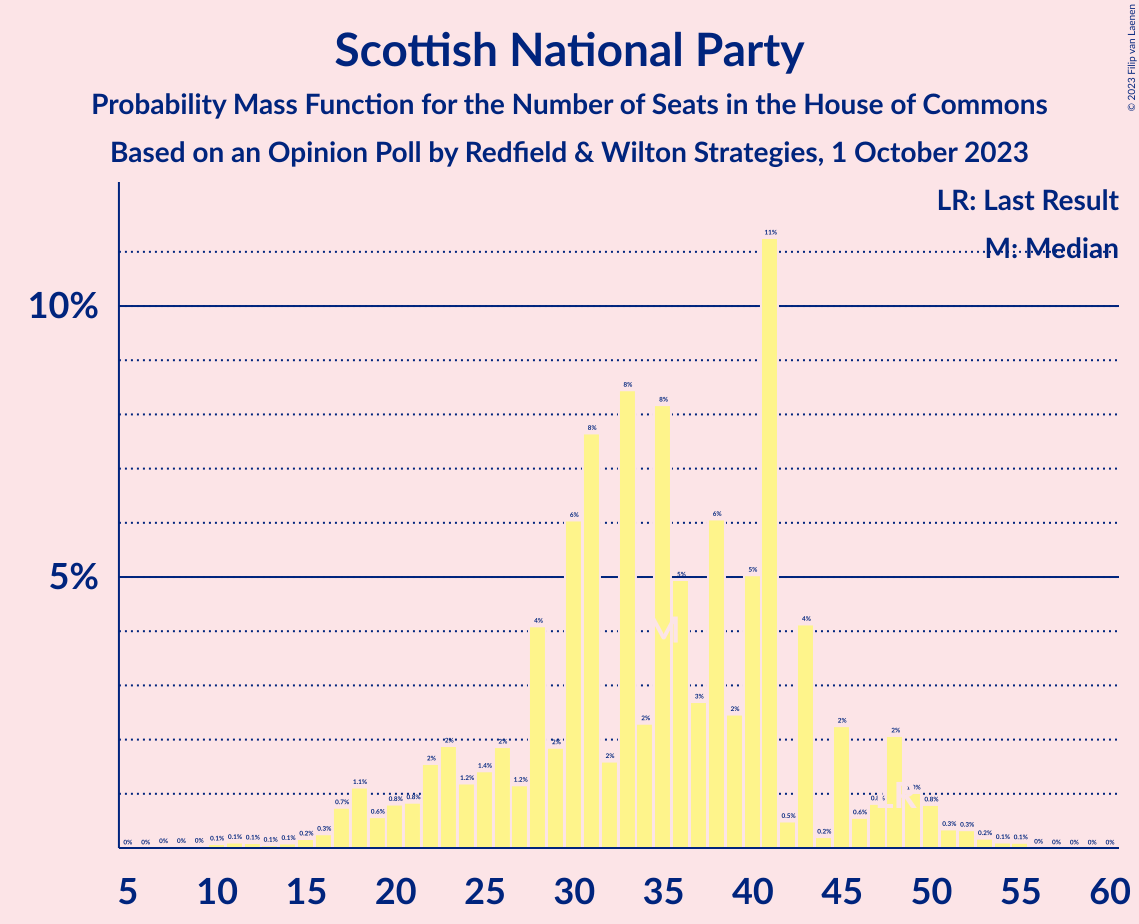 Scottish National Party
Probability Mass Function for the Number of Seats in the House of Commons
Based on an Opinion Poll by Redfield & Wilton Strategies, 1 October 2023
© 2023 Filip van Laenen
LR: Last Result
M: Median
10%
5%
0% 0% 0% 0% 0% 0.1% 0.1% 0.1% 0.1% 0.1% 0.2% 0.3% 0.7% 1.1% 0.6% 0.8% 0.8% 2% 2% 1.2% 1.4% 2% 1.2% 4% 2% 6% 8% 2% 8% 2% 8% 5% 3% 6% 2% 5% 11% 0.5% 4% 0.2% 2% 0.6% 2% 0.8% 0.3% 0.3% 0.2% 0.1% 0.1% 0% 0% 0% 0% 0%
M
5 10 15 20 25 30 35 40 45 50 55 60